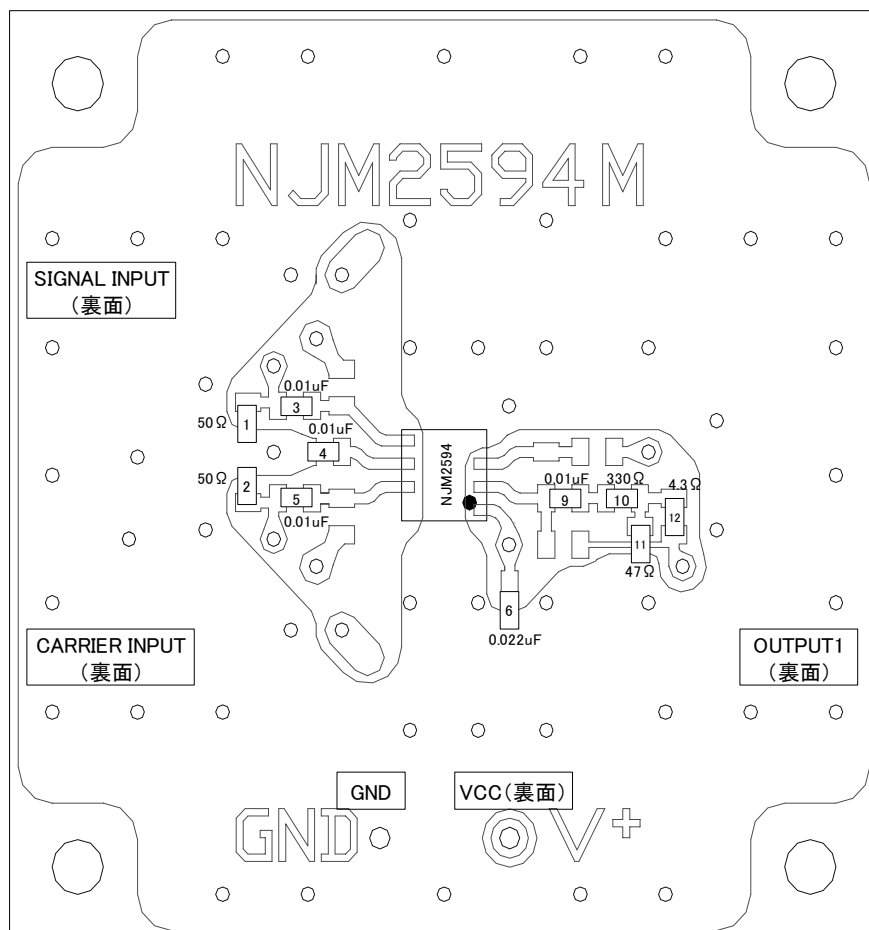 NJM2594M
SIGNAL INPUT
（裏面）
0.01uF
3
50Ω
1
0.01uF
4
50Ω
2
5
0.01uF
NJM2594
0.01uF
330Ω
4.3Ω
9
10
12
11
47Ω
6
0.022uF
CARRIER INPUT
（裏面）
OUTPUT1
（裏面）
GND
VCC（裏面）
GND
V+